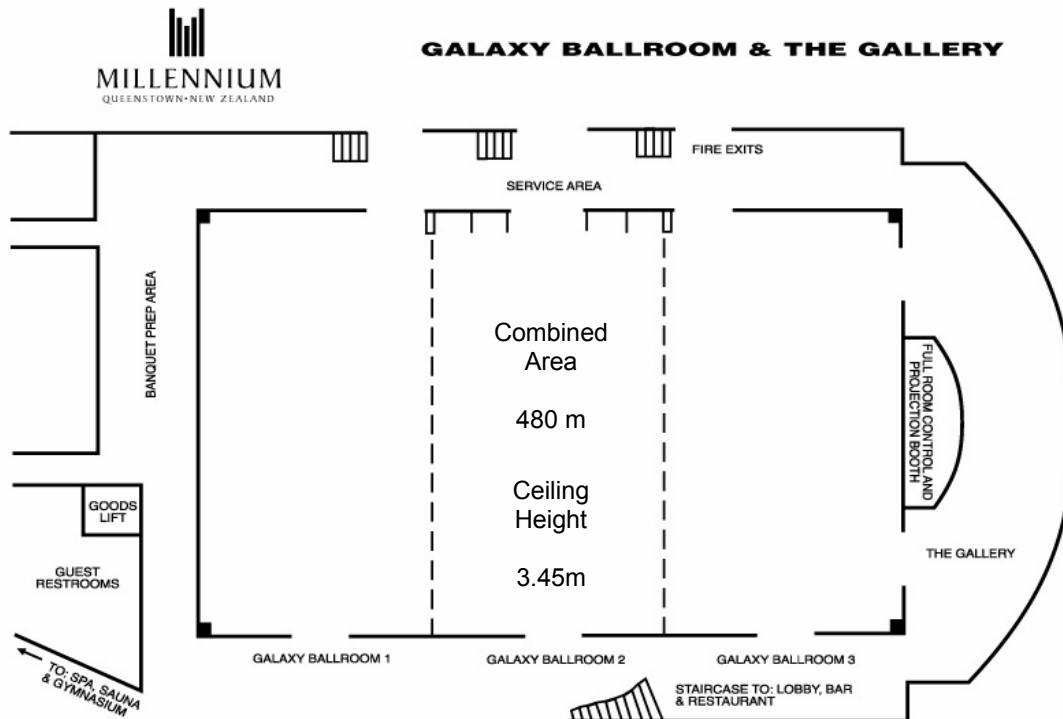 GALAXY BALLROOM & THE GALLERY
MILLENNIUM
QUEENSTOWN•NEW ZEALAND
FIRE EXITS
SERVICE AREA
BANQUET PREP AREA
Combined
Area
480 m
Ceiling
Height
3.45m
FULL ROOM CONTROL AND
PROJECTION BOOTH
GOODS
LIFT
GUEST
RESTROOMS
THE GALLERY
GALAXY BALLROOM 1
GALAXY BALLROOM 2
GALAXY BALLROOM 3
TO: SPA, SAUNA
& GYMNASIUM
STAIRCASE TO: LOBBY, BAR
& RESTAURANT